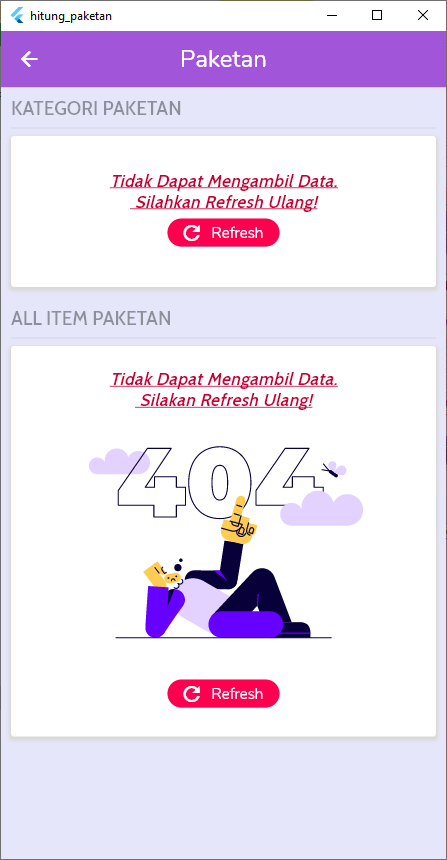 hitung_paketan
Paketan
KATEGORI PAKETAN
Tidak Dapat Mengambil Data.
Silahkan Refresh Ulang!
Refresh
ALL ITEM PAKETAN
Tidak Dapat Mengambil Data.
Silakan Refresh Ulang!
404
Refresh